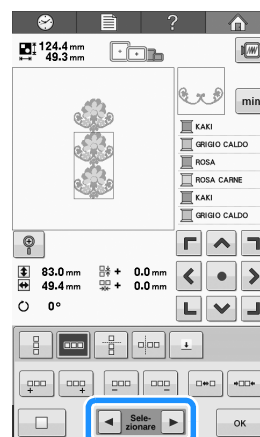 ?
124.4 mm
49.3 mm
min
KAKI
GRIGIO CALDO
ROSA
ROSA CARNE
KAKI
GRIGIO CALDO
83.0 mm + 0.0 mm
49.4 mm + 0.0 mm
0°
+ + − −
Sele-
zionare
OK